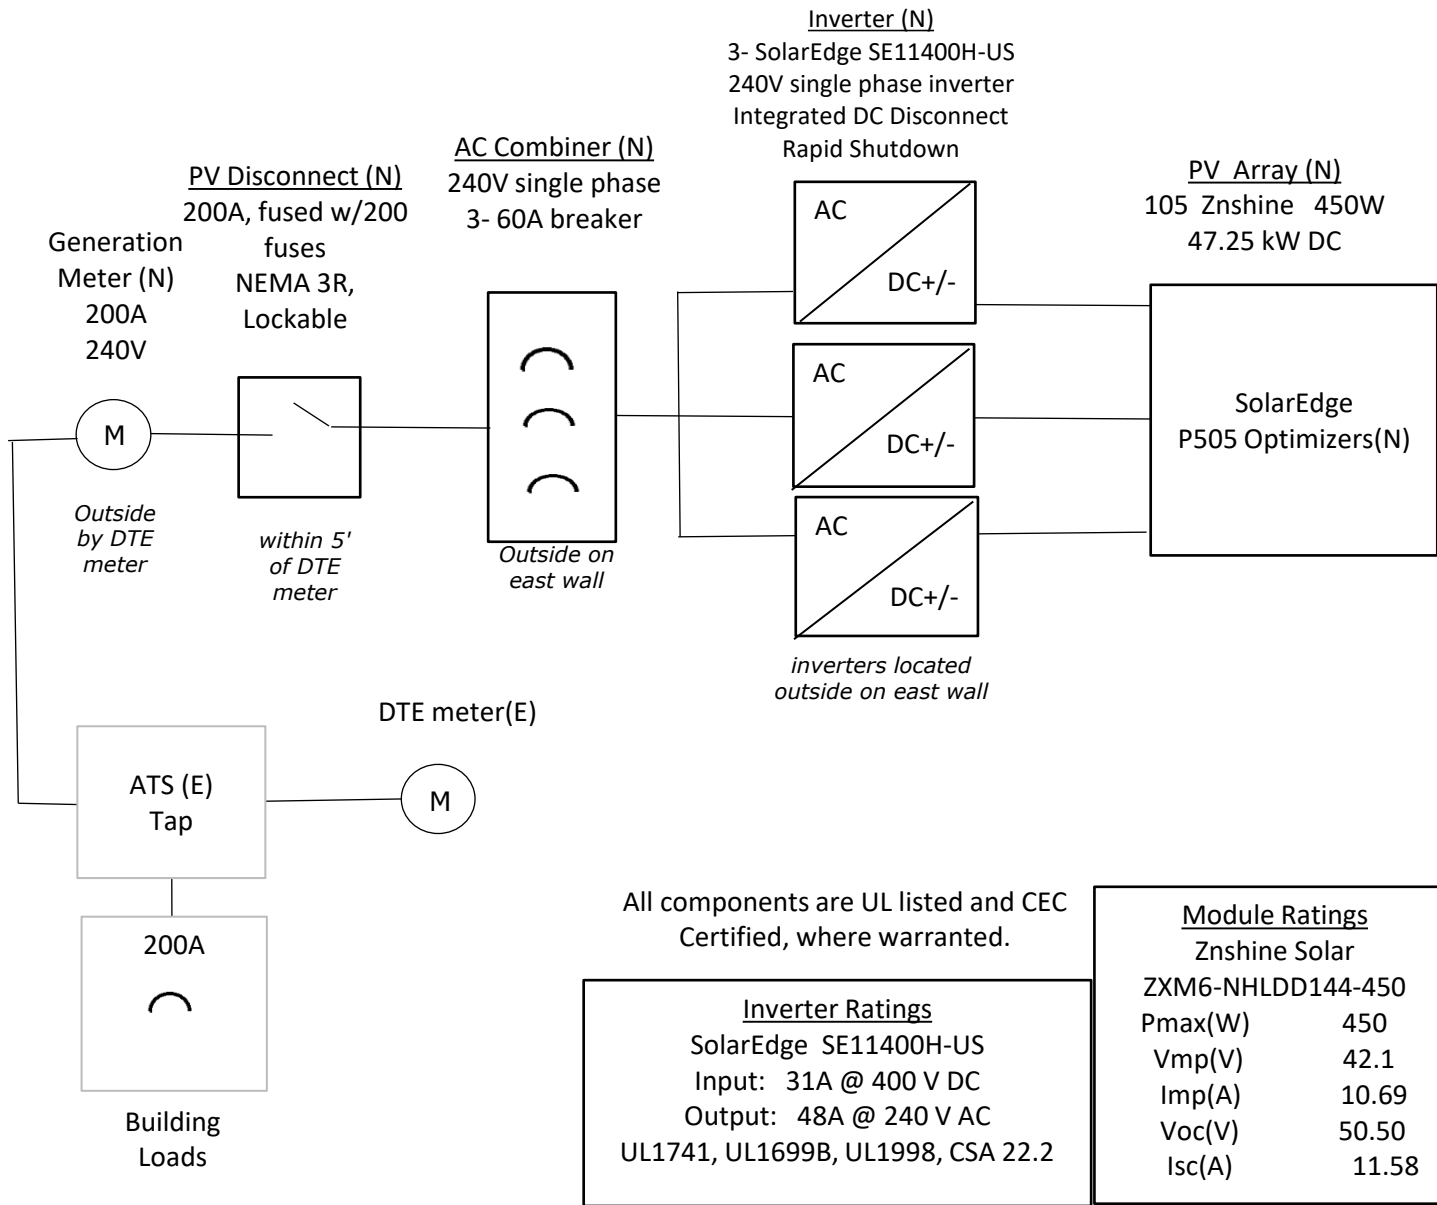 Inverter (N)
3- SolarEdge SE11400H-US
240V single phase inverter
Integrated DC Disconnect
Rapid Shutdown
AC Combiner (N)
240V single phase
3- 60A breaker
PV Disconnect (N)
200A, fused w/200
fuses
NEMA 3R,
Lockable
PV Array (N)
105 Znshine 450W
47.25 kW DC
Generation
Meter (N)
200A
240V
M
Outside
by DTE
meter
within 5'
of DTE
meter
Outside on
east wall
AC
DC+/-
AC
DC+/-
AC
DC+/-
inverters located
outside on east wall
SolarEdge
P505 Optimizers(N)
DTE meter(E)
M
ATS (E)
Tap
200A
Building
Loads
All components are UL listed and CEC
Certified, where warranted.
Inverter Ratings
SolarEdge SE11400H-US
Input: 31A @ 400 V DC
Output: 48A @ 240 V AC
UL1741, UL1699B, UL1998, CSA 22.2
Module Ratings
Znshine Solar
ZXM6-NHLDD144-450
Pmax(W) 450
Vmp(V) 42.1
Imp(A) 10.69
Voc(V) 50.50
Isc(A) 11.58